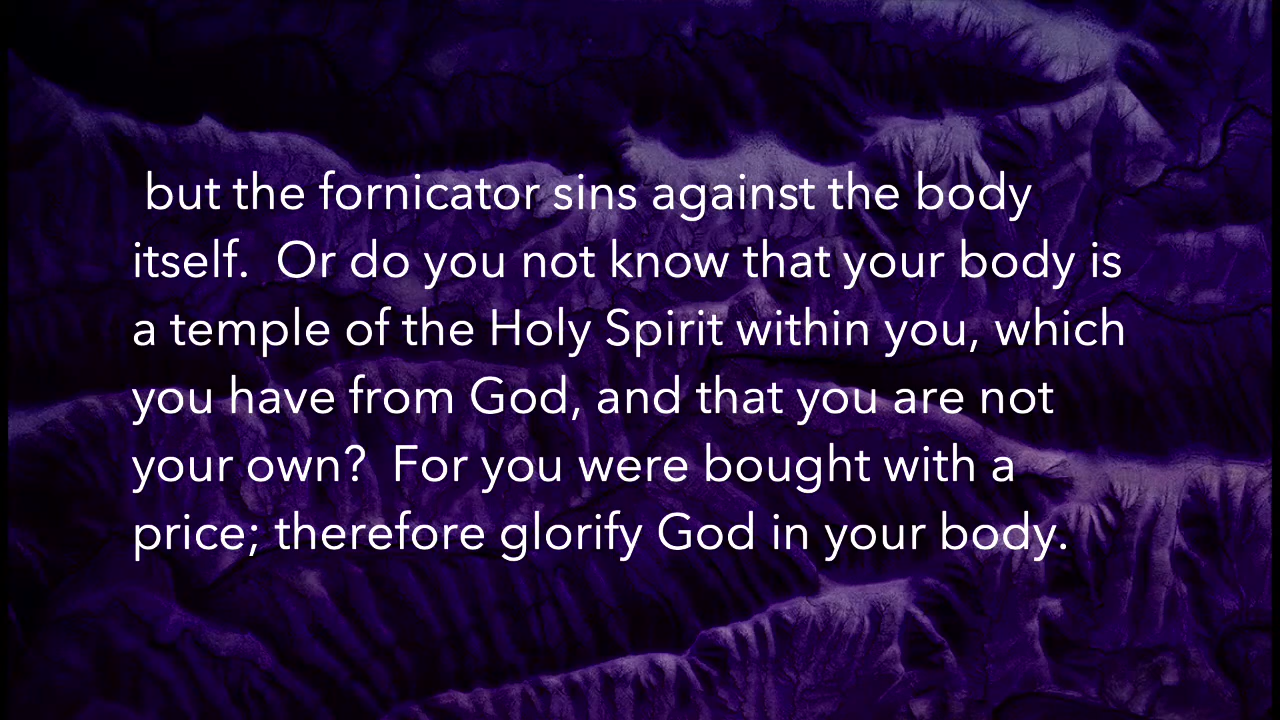 but the fornicator sins against the body
itself.  Or do you not know that your body is
a temple of the Holy Spirit within you, which
you have from God, and that you are not
your own?  For you were bought with a
price; therefore glorify God in your body.